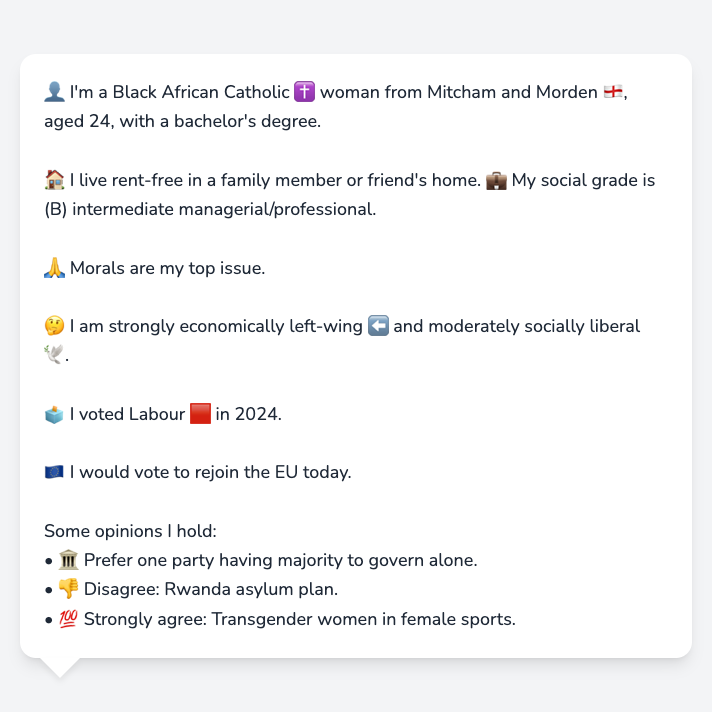 👤 I'm a Black African Catholic ✝️ woman from Mitcham and Morden 🏴󠁧󠁢󠁥󠁮󠁧󠁿,
aged 24, with a bachelor's degree.
🏠 I live rent-free in a family member or friend's home. 💼 My social grade is
(B) intermediate managerial/professional.
🙏 Morals are my top issue.
🤔 I am strongly economically left-wing ⬅️ and moderately socially liberal
🕊️.
🗳️ I voted Labour 🟥 in 2024.
🇪🇺 I would vote to rejoin the EU today.
Some opinions I hold:
• 🏛️ Prefer one party having majority to govern alone.
• 👎 Disagree: Rwanda asylum plan.
• 💯 Strongly agree: Transgender women in female sports.